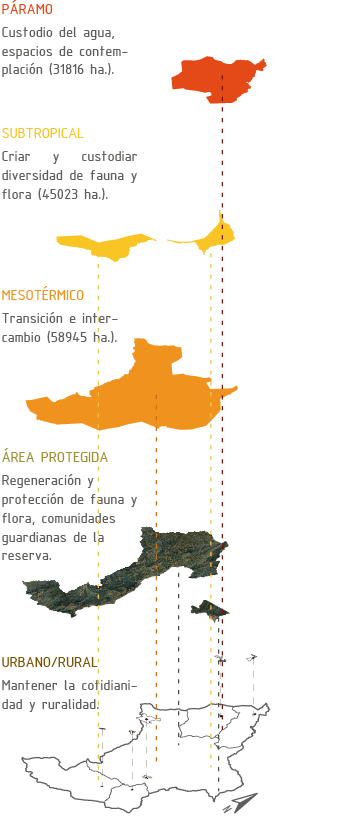 PÁRAMO
Custodio del agua,
espacios de contem-
plación (31816 ha.).
SUBTROPICAL
Criar y custodiar
diversidad de fauna y
flora (45023 ha.).
MESOTÉRMICO
Transición e inter-
cambio (58945 ha.).
ÁREA PROTEGIDA
Regeneración y
protección de fauna y
flora, comunidades
guardianas de la
reserva.
URBANO/RURAL
Mantener la cotidiani-
dad y ruralidad.
N